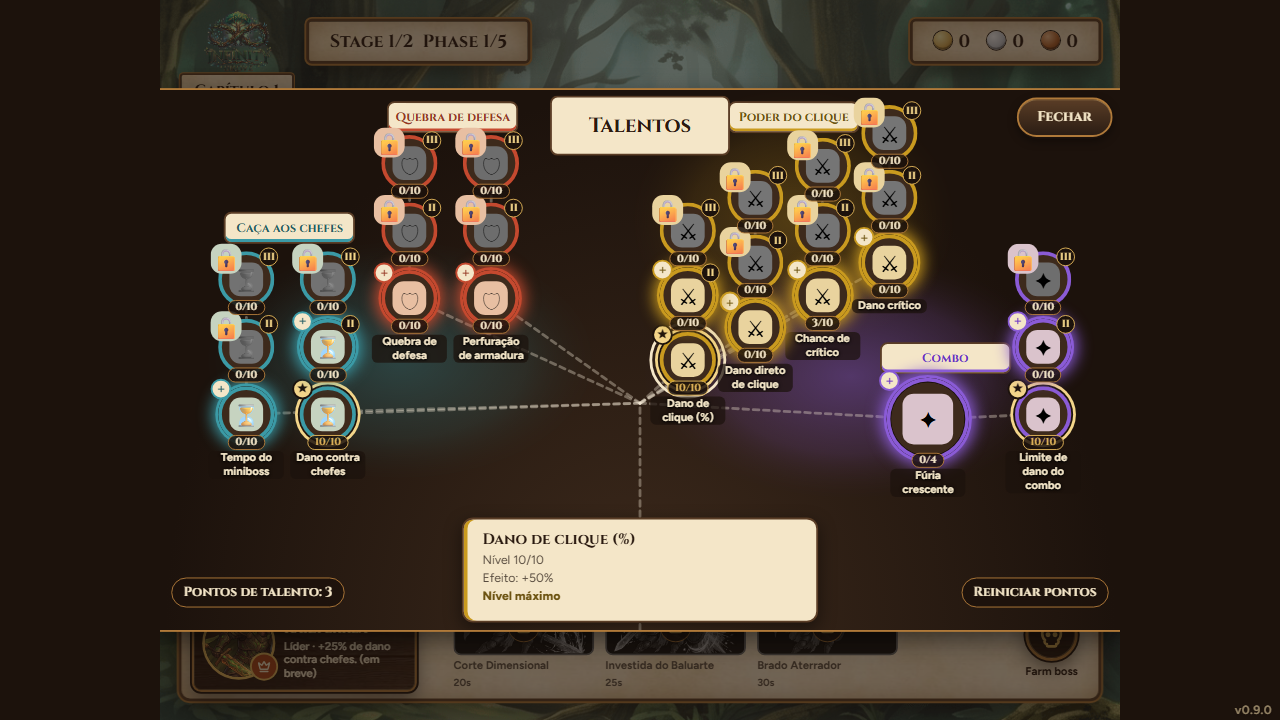 Stage 1/2 Phase 1/5
0 0 0
Talentos
Fechar
Quebra de defesa
Poder do clique
Caça aos chefes
Combo
III
0/10
III
0/10
II
0/10
II
0/10
+
0/10
Quebra de
defesa
+
0/10
Perfuração
de armadura
III
0/10
III
0/10
II
0/10
+ II
0/10
+
0/10
Tempo do
miniboss
10/10
Dano contra
chefes
III
0/10
+ II
0/10
10/10
Dano de
clique (%)
III
0/10
II
0/10
+
0/10
Dano direto
de clique
III
0/10
II
0/10
+
3/10
Chance de
crítico
III
0/10
II
0/10
+
0/10
Dano crítico
+
0/4
Fúria
crescente
III
0/10
+ II
0/10
10/10
Limite de
dano do
combo
Dano de clique (%)
Nível 10/10
Efeito: +50%
Nível máximo
Pontos de talento: 3
Reiniciar pontos
Líder · +25% de dano
contra chefes. (em
breve)
Corte Dimensional
20s
Investida do Baluarte
25s
Brado Aterrador
30s
Farm boss
v0.9.0